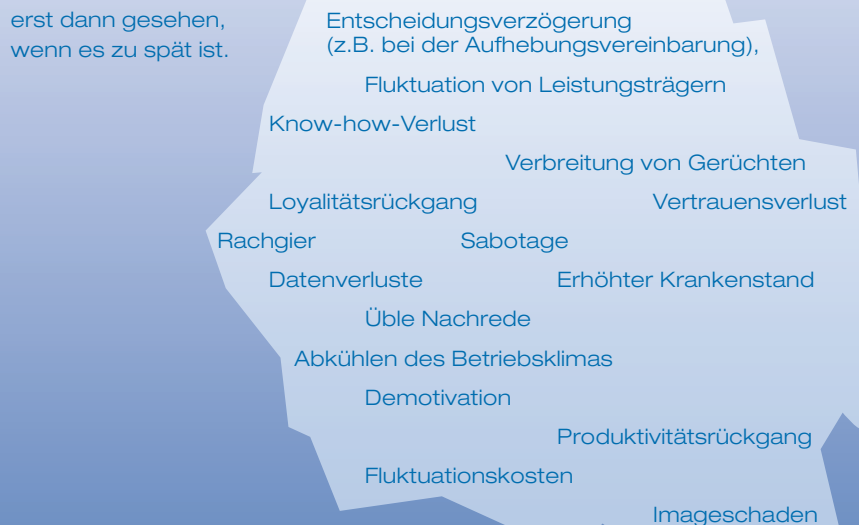 erst dann gesehen,
wenn es zu spät ist.
Entscheidungsverzögerung
(z.B. bei der Aufhebungsvereinbarung),
Fluktuation von Leistungsträgern
Know-how-Verlust
Verbreitung von Gerüchten
Loyalitätsrückgang Vertrauensverlust
Rachgier Sabotage
Datenverluste Erhöhter Krankenstand
Üble Nachrede
Abkühlen des Betriebsklimas
Demotivation
Produktivitätsrückgang
Fluktuationskosten
Imageschaden